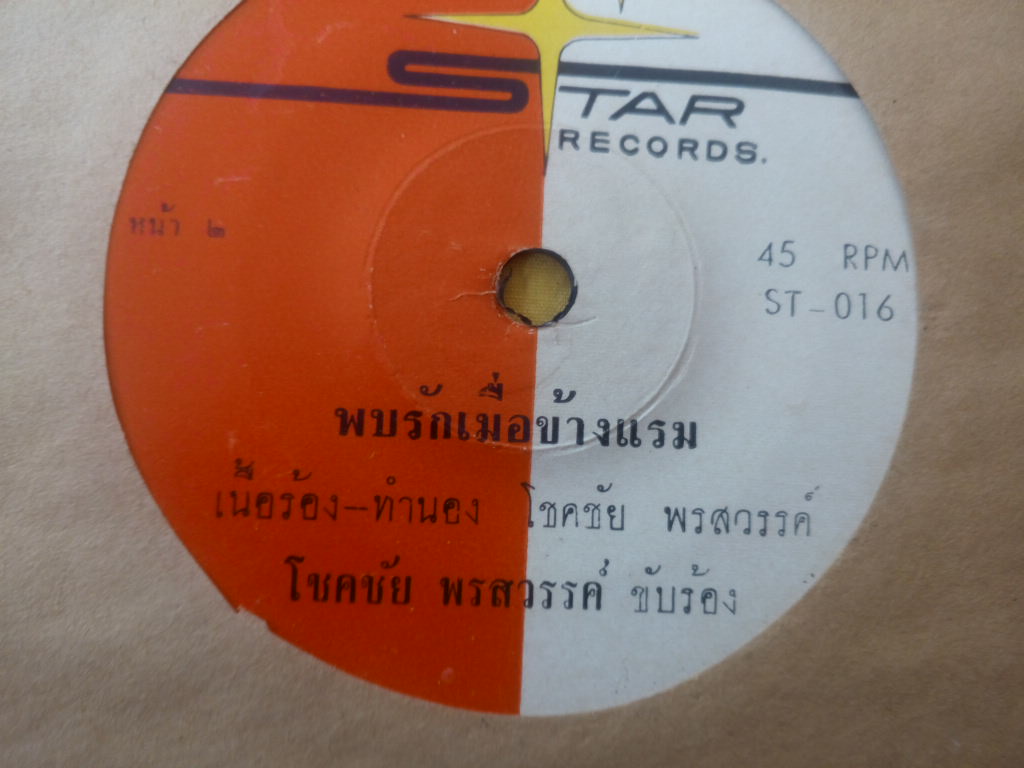 STAR
RECORDS.
หน้า ๒
45 RPM
ST-016
พบรักเมื่อข้างแรม
เนื้อร้อง-ทำนอง โชคชัย พรสวรรค์
โชคชัย พรสวรรค์ ขับร้อง